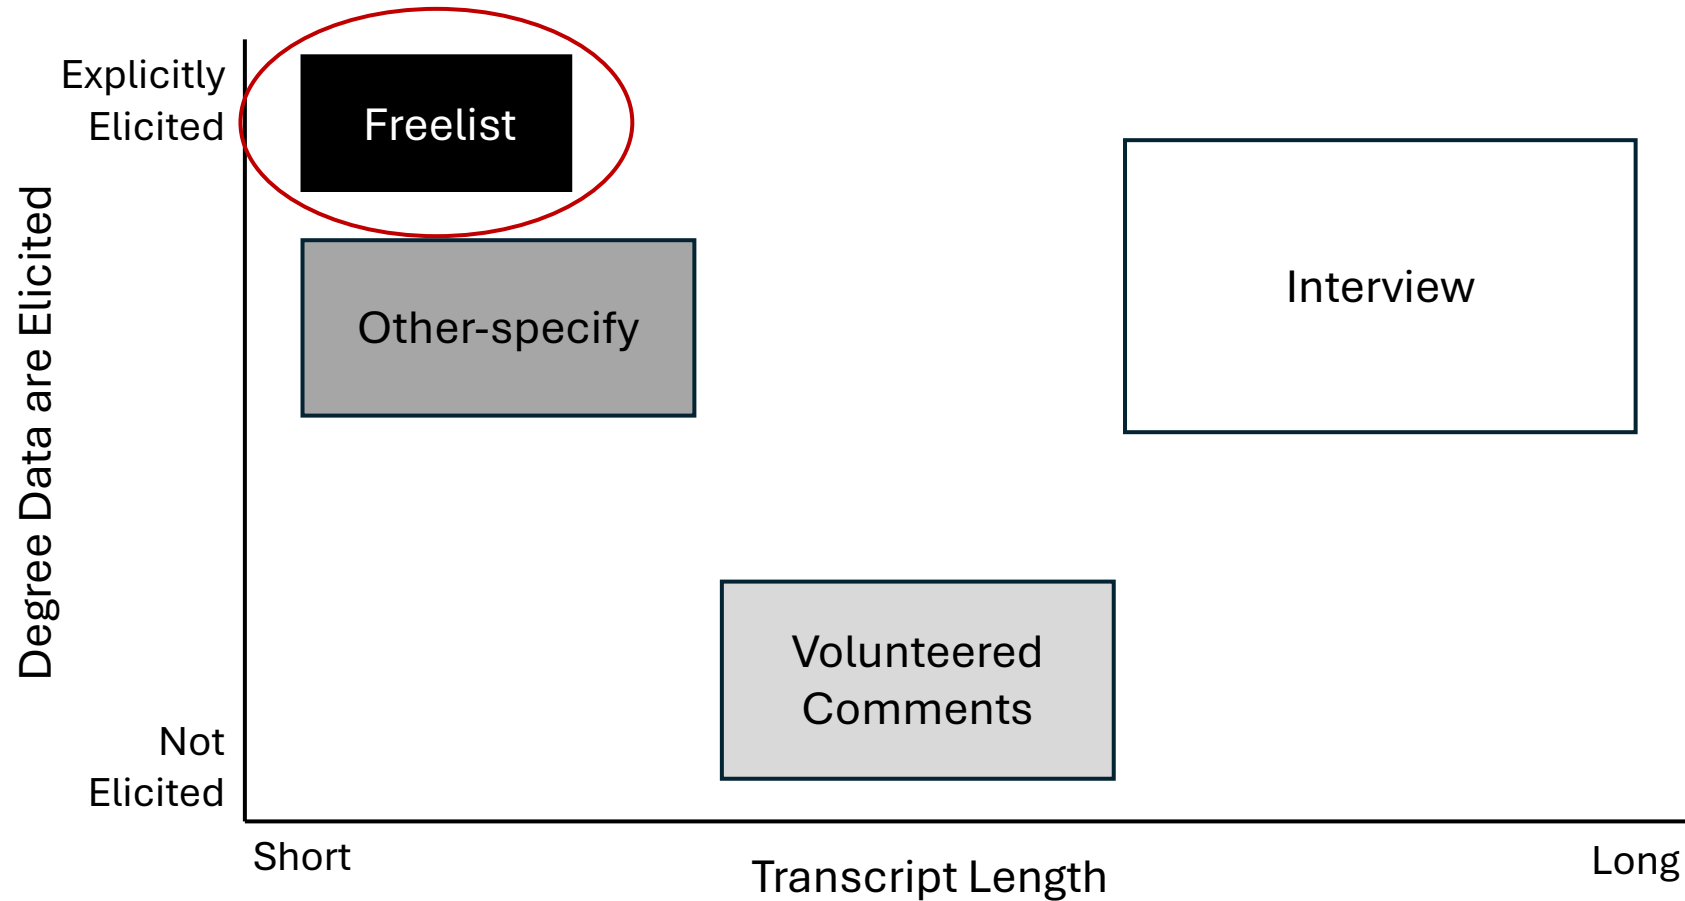 Explicitly
Elicited
Freelist
Other-specify
Interview
Degree Data are Elicited
Volunteered
Comments
Not
Elicited
Short
Transcript Length
Long